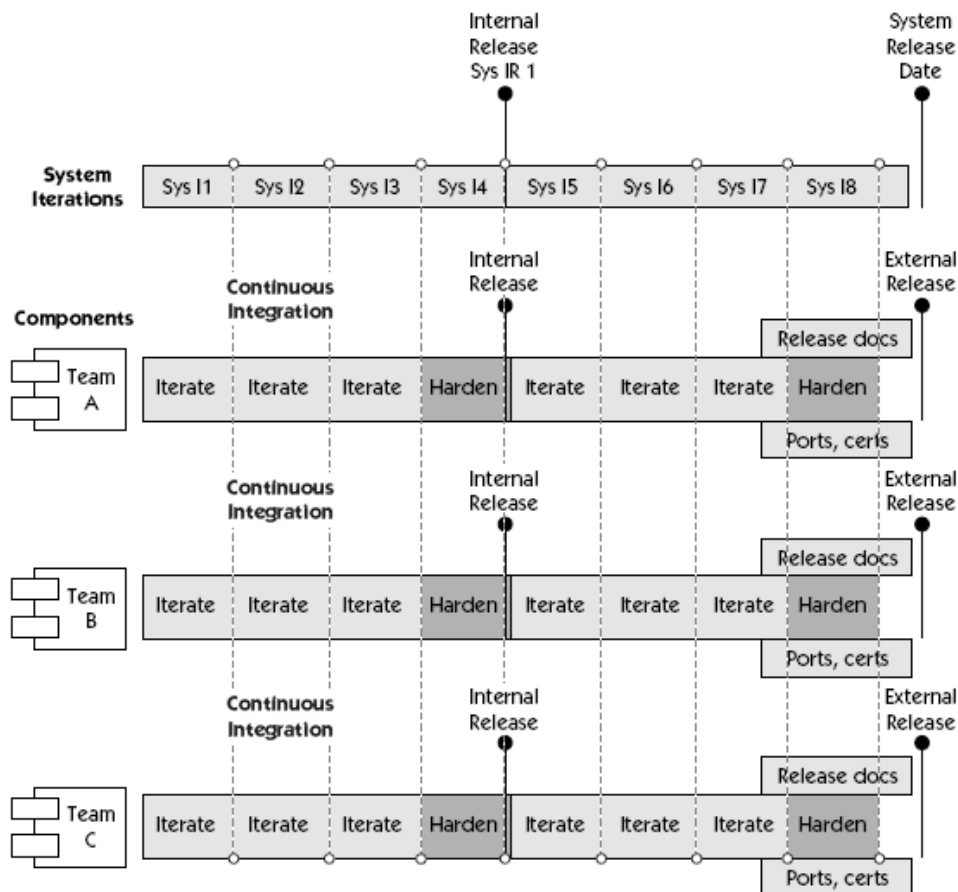 Internal
Release
Sys IR 1
System
Release
Date
System
Iterations
Sys I1
Sys I2
Sys I3
Sys I4
Sys I5
Sys I6
Sys I7
Sys I8
Internal
Release
External
Release
Continuous
Integration
Components
Release docs
Team
A
Iterate
Iterate
Iterate
Harden
Iterate
Iterate
Iterate
Harden
Ports, certs
Continuous
Integration
Internal
Release
External
Release
Release docs
Team
B
Iterate
Iterate
Iterate
Harden
Iterate
Iterate
Iterate
Harden
Ports, certs
Continuous
Integration
Internal
Release
External
Release
Release docs
Team
C
Iterate
Iterate
Iterate
Harden
Iterate
Iterate
Iterate
Harden
Ports, certs